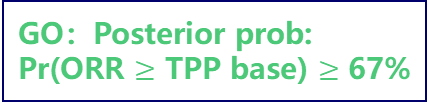 GO：Posterior prob:
Pr(ORR ≥ TPP base) ≥ 67%